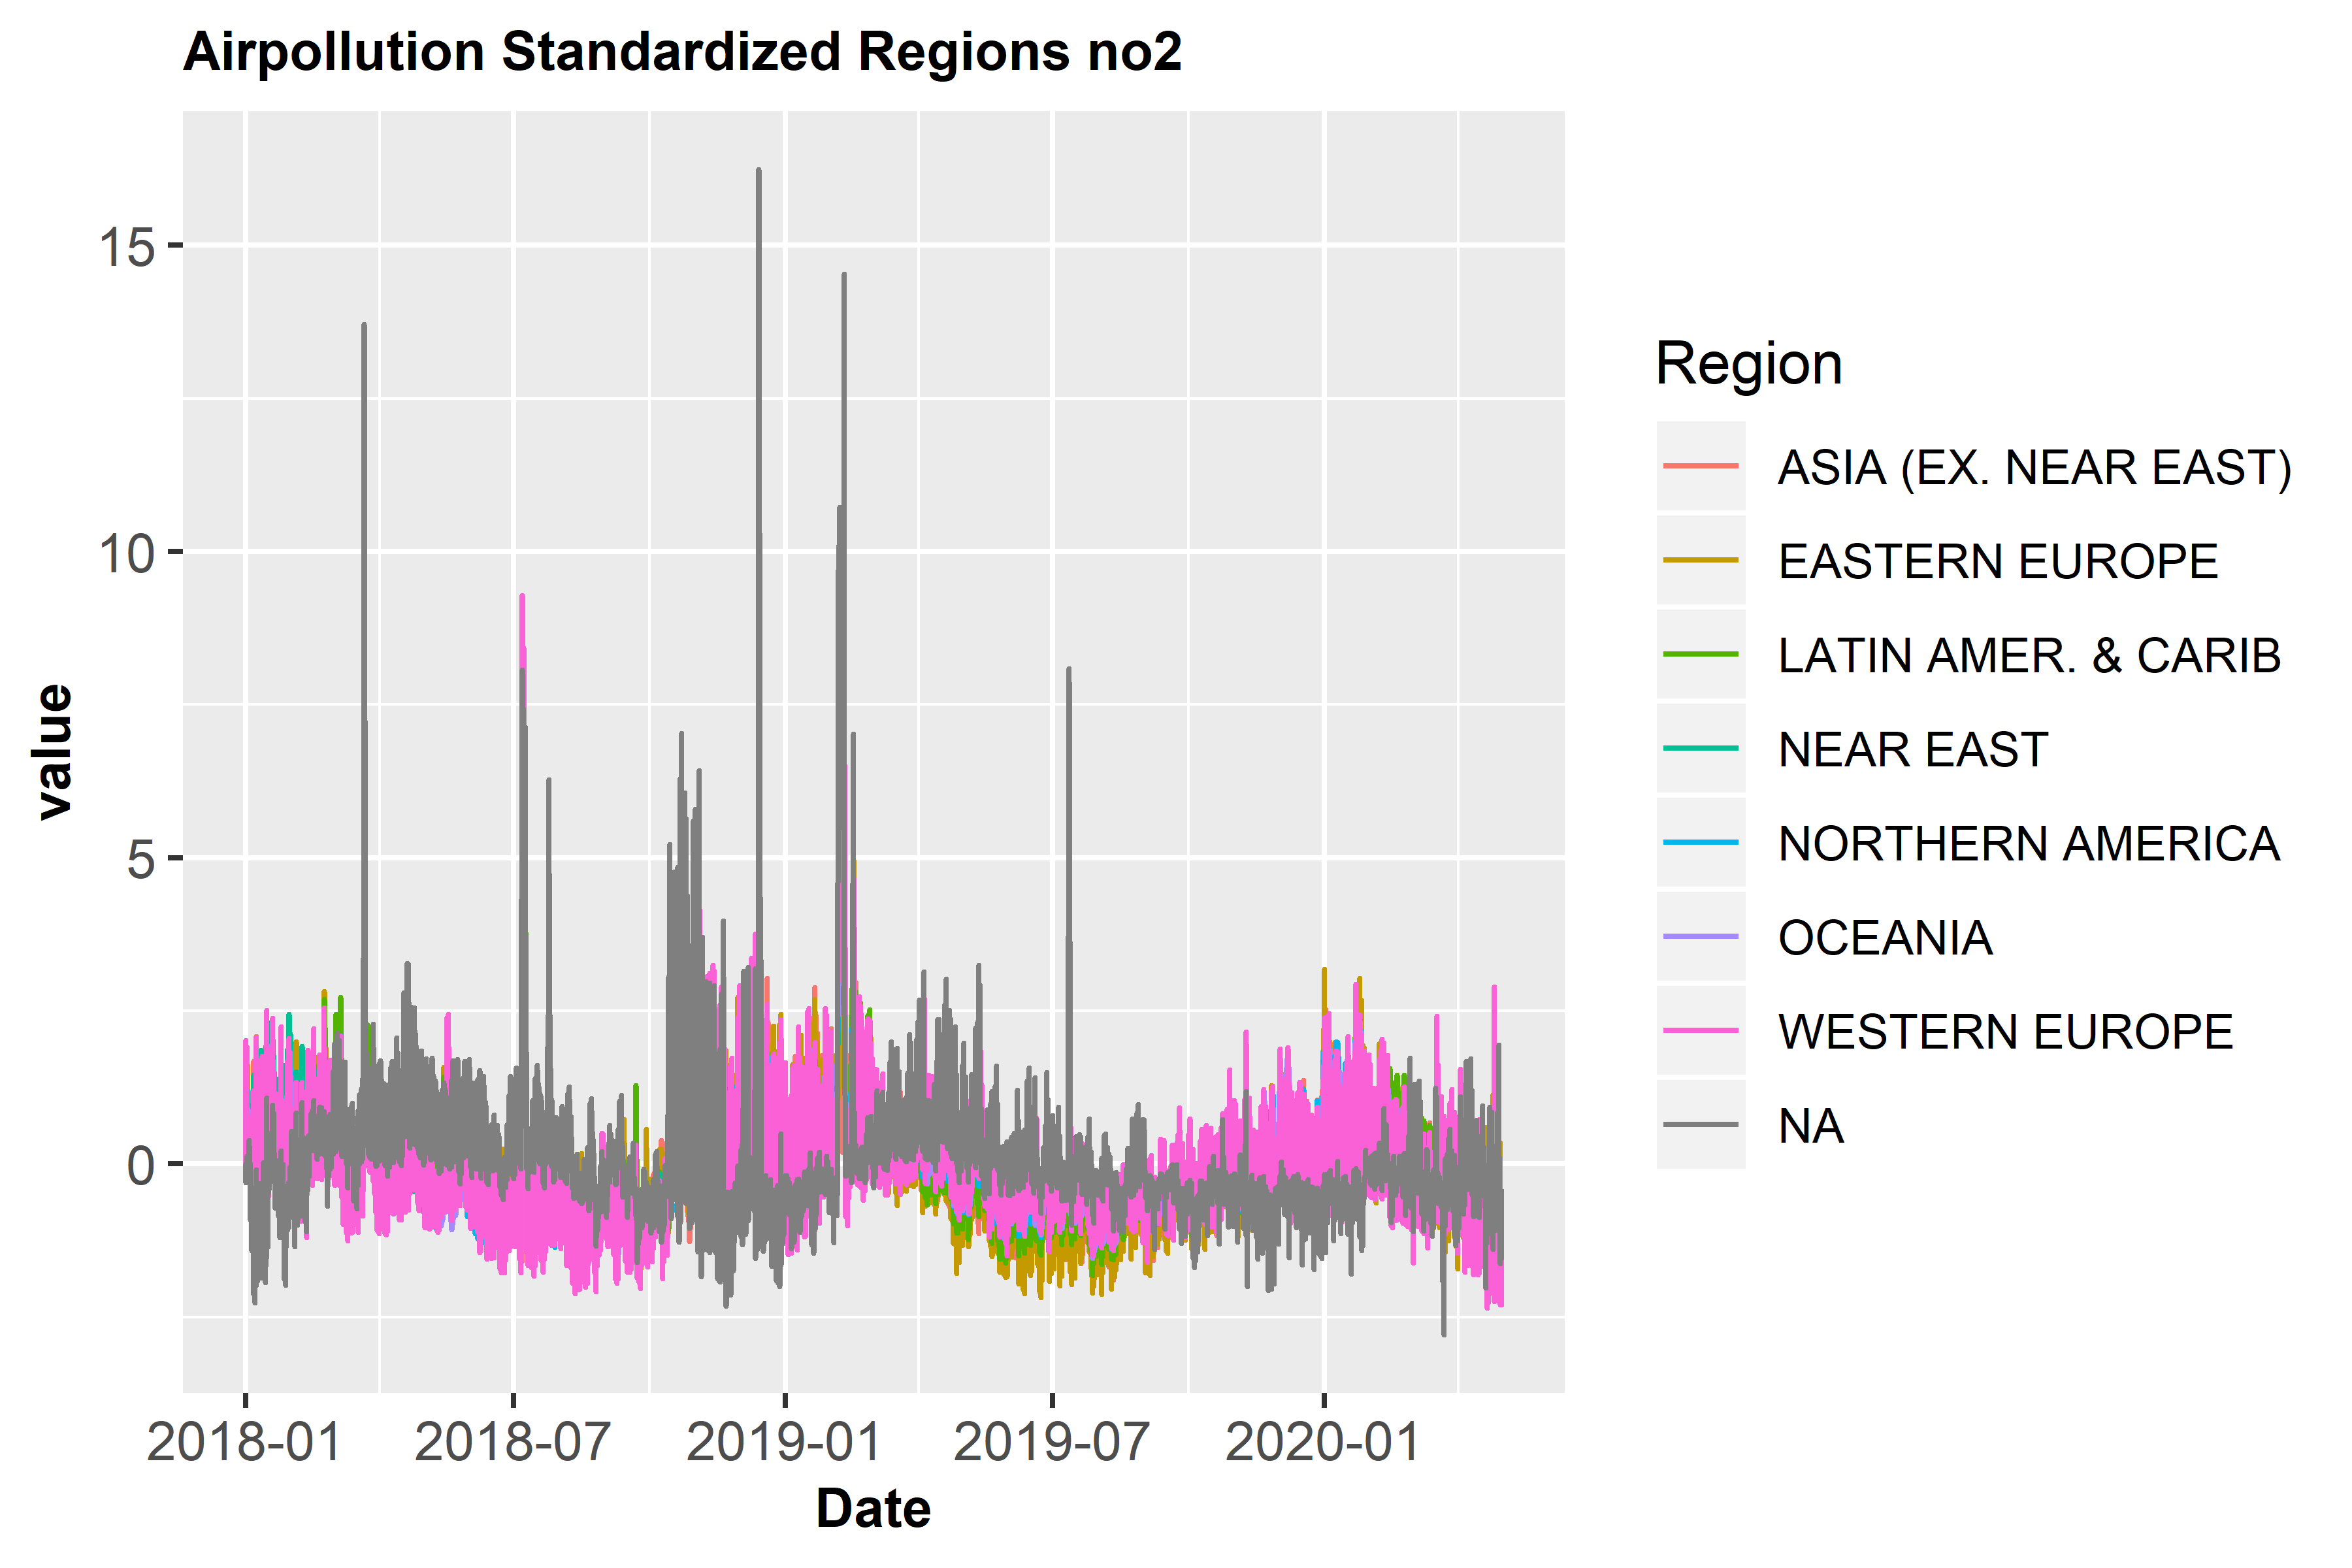 Airpollution Standardized Regions no2
15
10
5
0
value
2018-01
2018-07
2019-01
2019-07
2020-01
Date
Region
ASIA (EX. NEAR EAST)
EASTERN EUROPE
LATIN AMER. & CARIB
NEAR EAST
NORTHERN AMERICA
OCEANIA
WESTERN EUROPE
NA